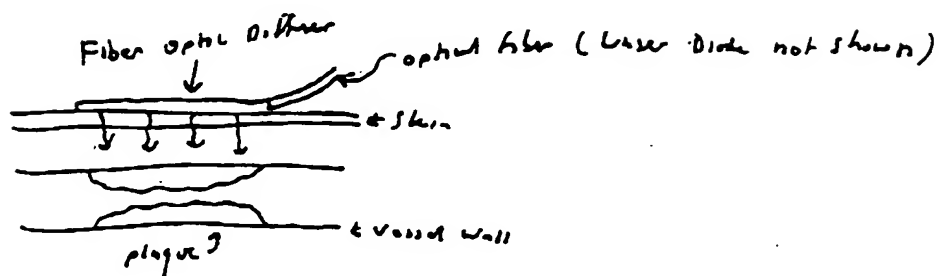 Fiber optic Diffuser
optical fiber (Laser Diode not shown)
skin
vessel wall
plaque